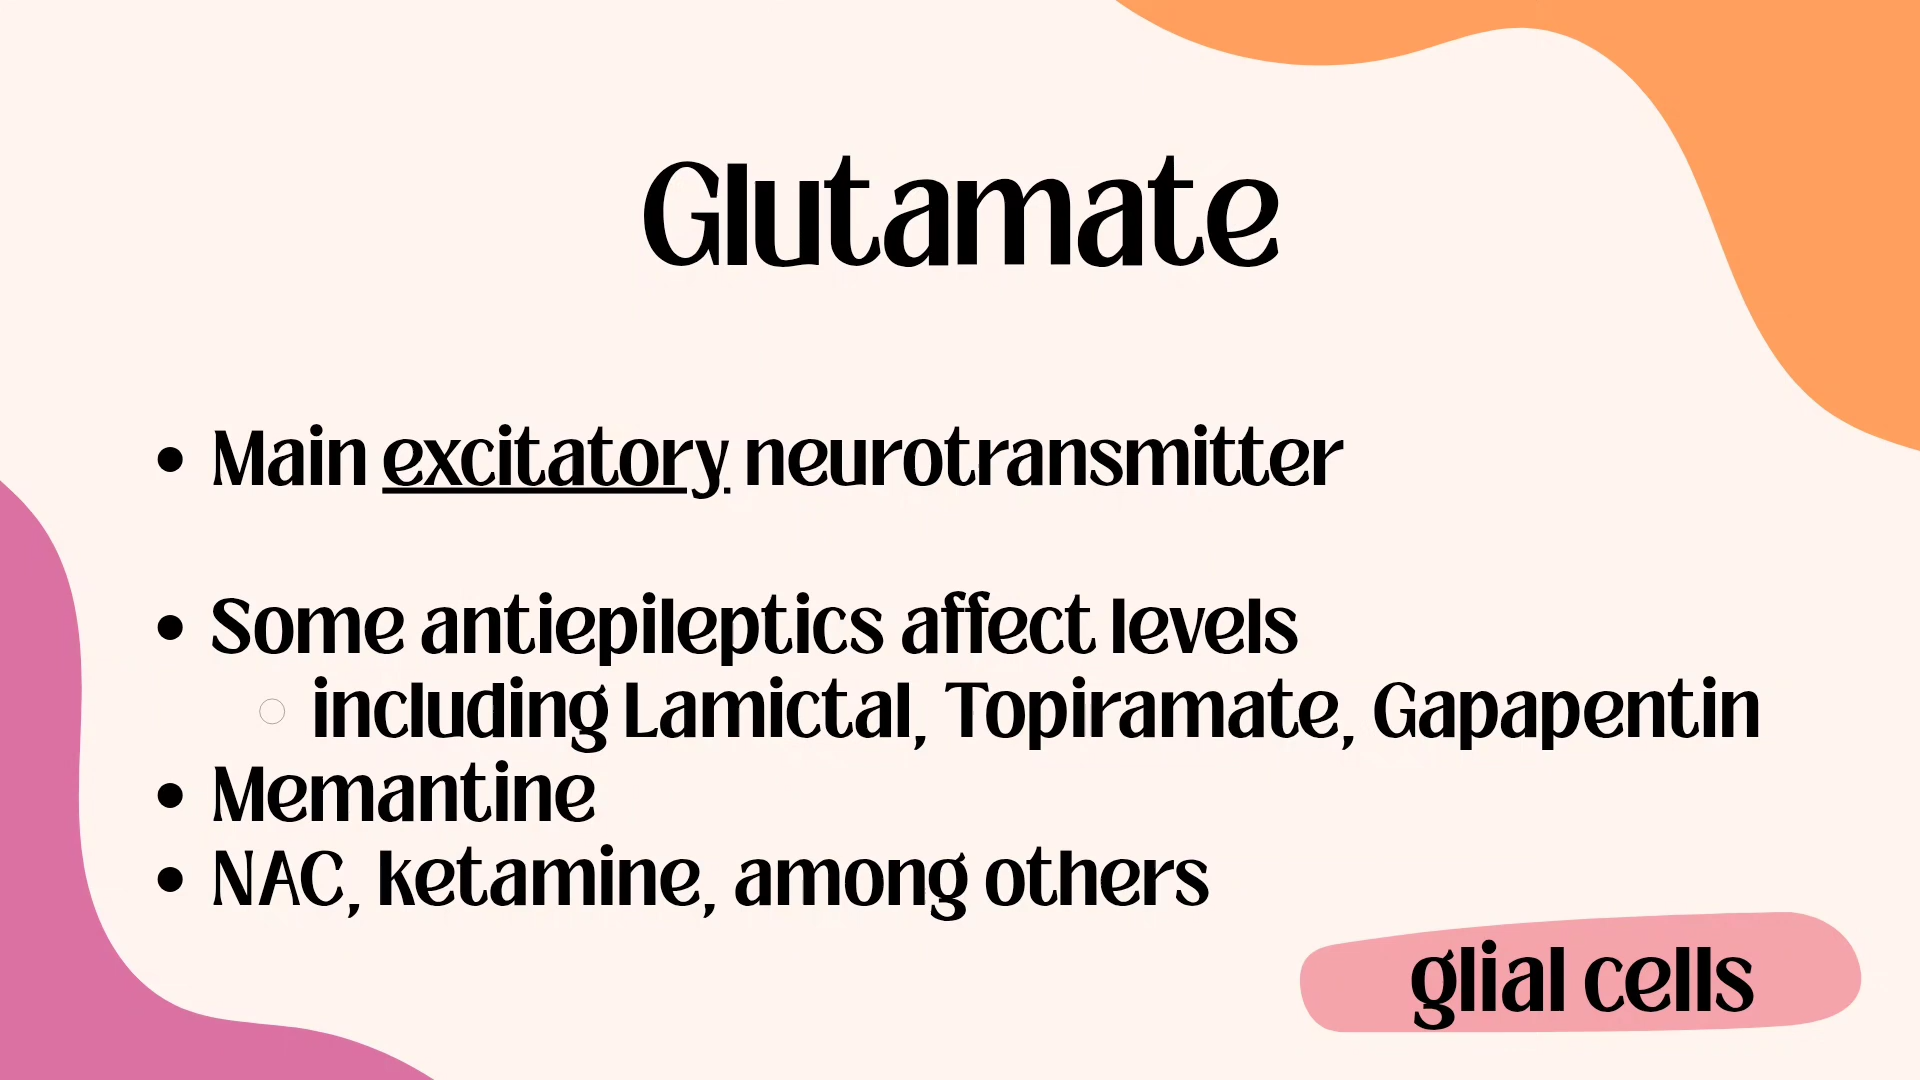 Glutamate
Main excitatory neurotransmitter
Some antiepileptics affect levels
including Lamictal, Topiramate, Gapapentin
Memantine
NAC, ketamine, among others
glial cells